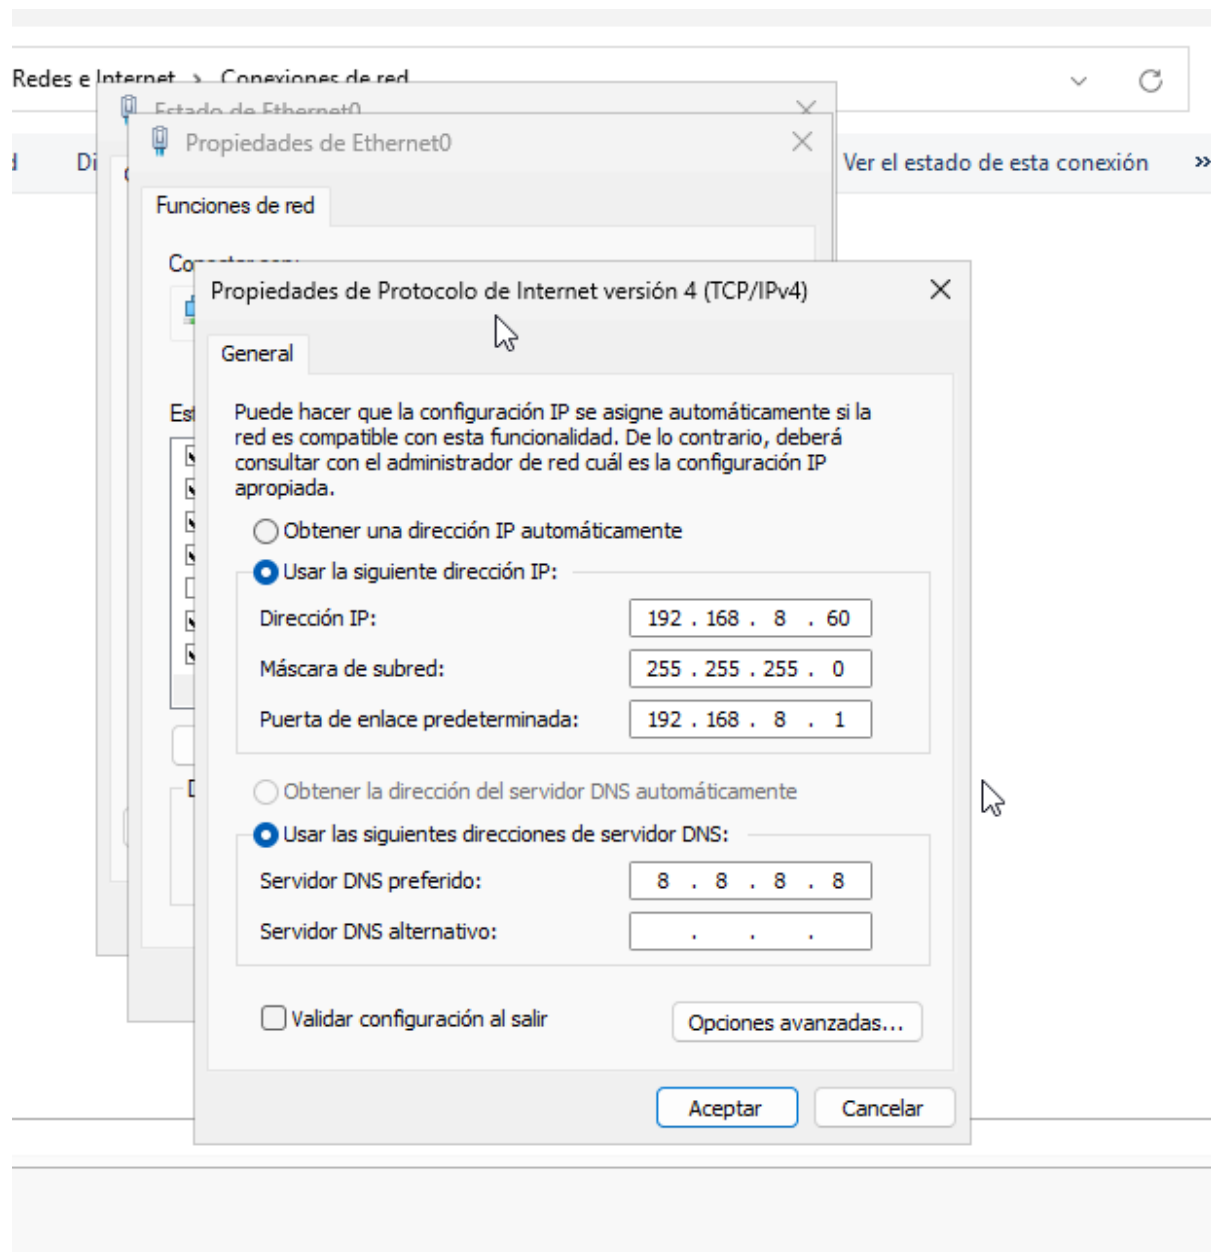 Redes e Internet > Conexiones de red
Estado de Ethernet0
Propiedades de Ethernet0
Di
Ver el estado de esta conexión »
Funciones de red
Propiedades de Protocolo de Internet versión 4 (TCP/IPv4)
General
Puede hacer que la configuración IP se asigne automáticamente si la
red es compatible con esta funcionalidad. De lo contrario, deberá
consultar con el administrador de red cuál es la configuración IP
apropiada.
Obtener una dirección IP automáticamente
Usar la siguiente dirección IP:
Dirección IP: 192 . 168 . 8 . 60
Máscara de subred: 255 . 255 . 255 . 0
Puerta de enlace predeterminada: 192 . 168 . 8 . 1
Obtener la dirección del servidor DNS automáticamente
Usar las siguientes direcciones de servidor DNS:
Servidor DNS preferido: 8 . 8 . 8 . 8
Servidor DNS alternativo: . . .
Validar configuración al salir
Opciones avanzadas...
Aceptar
Cancelar